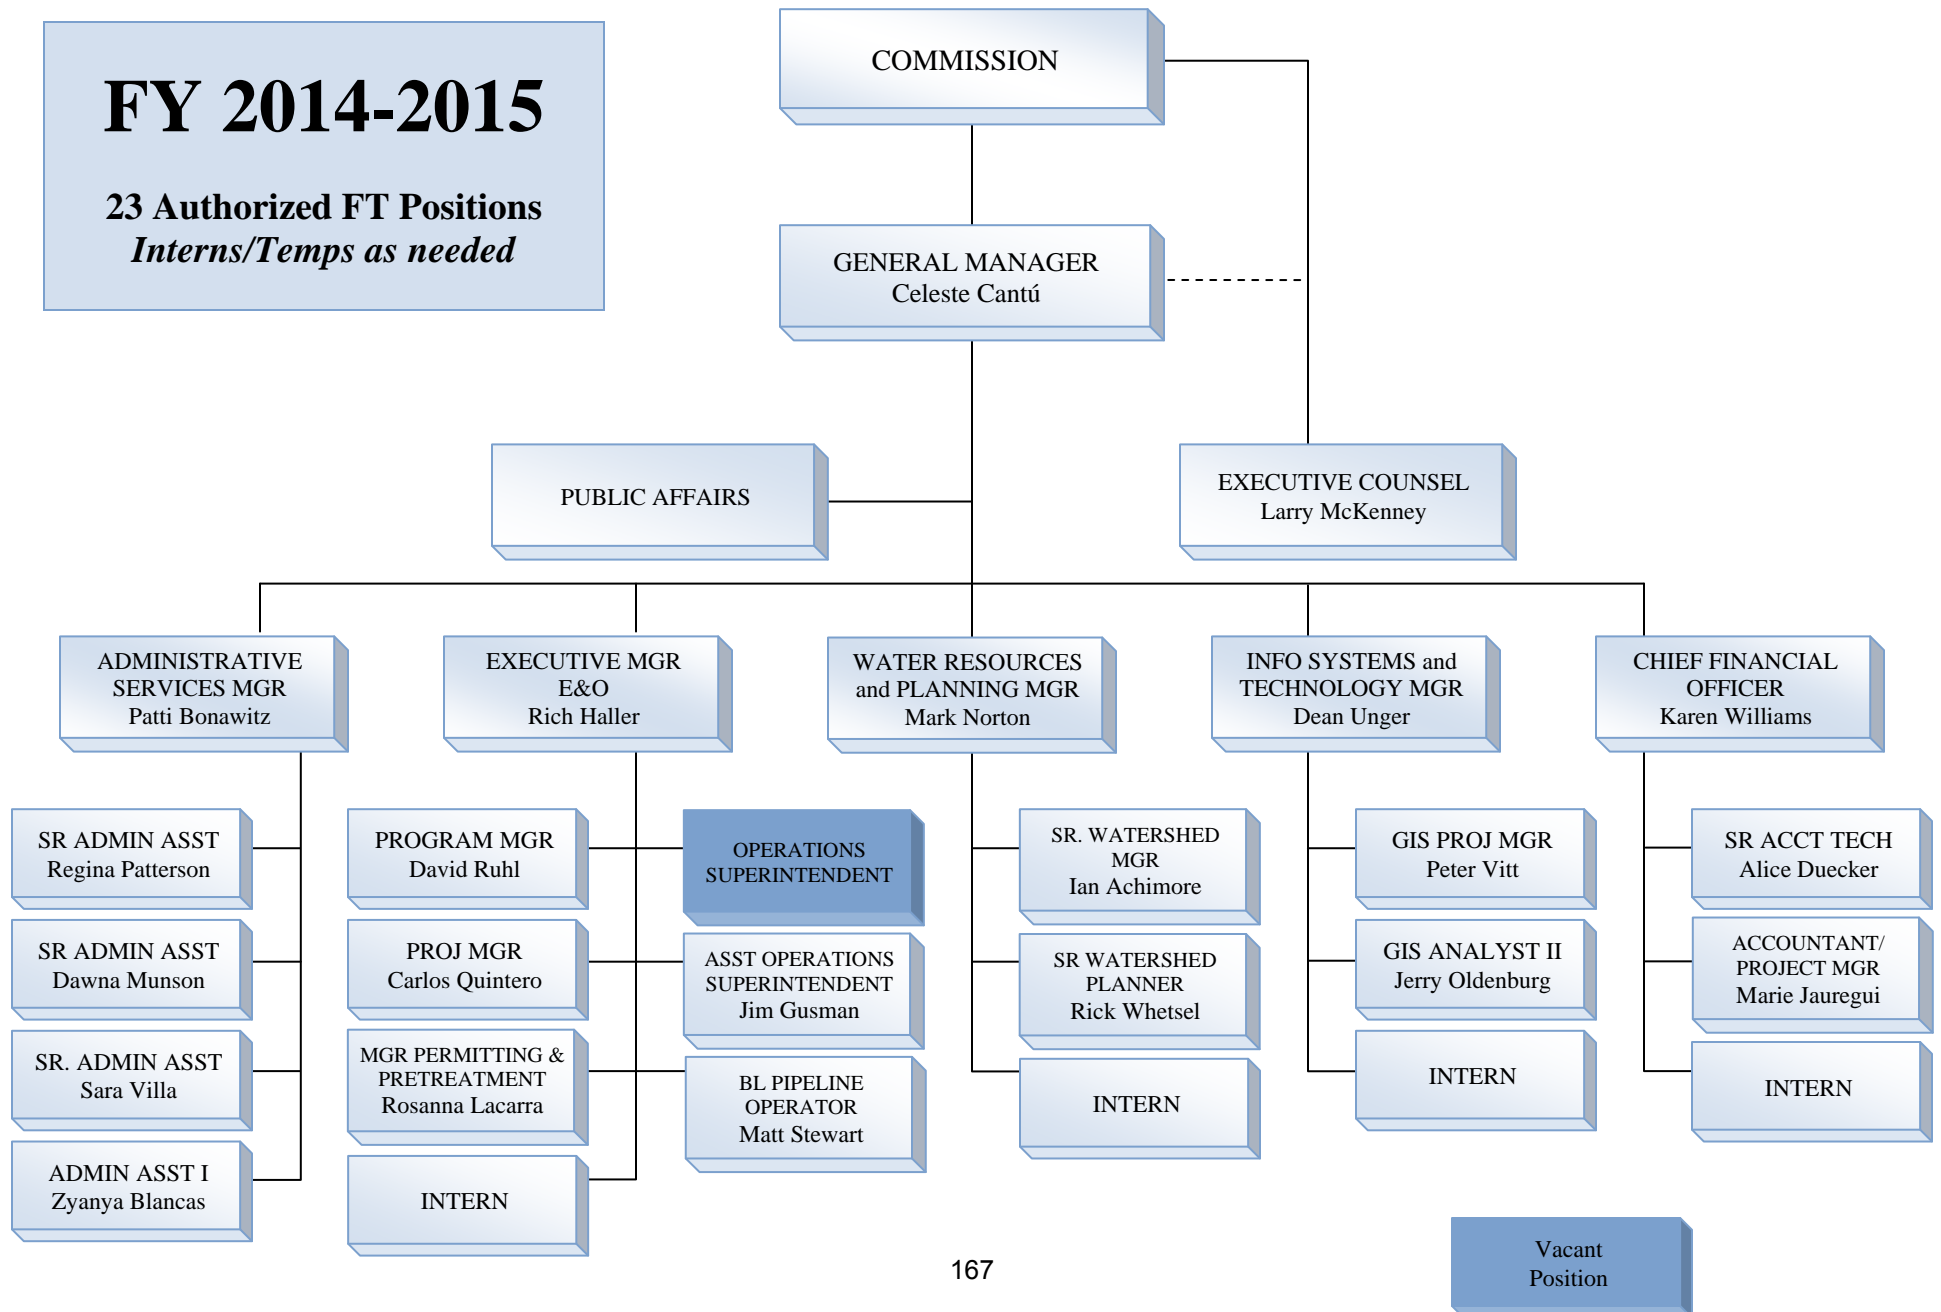 FY 2014-2015
23 Authorized FT Positions
Interns/Temps as needed
COMMISSION
GENERAL MANAGER
Celeste Cantú
PUBLIC AFFAIRS
EXECUTIVE COUNSEL
Larry McKenney
ADMINISTRATIVE
SERVICES MGR
Patti Bonawitz
EXECUTIVE MGR
E&O
Rich Haller
WATER RESOURCES
and PLANNING MGR
Mark Norton
INFO SYSTEMS and
TECHNOLOGY MGR
Dean Unger
CHIEF FINANCIAL
OFFICER
Karen Williams
SR ADMIN ASST
Regina Patterson
SR ADMIN ASST
Dawna Munson
SR. ADMIN ASST
Sara Villa
ADMIN ASST I
Zyanya Blancas
PROGRAM MGR
David Ruhl
PROJ MGR
Carlos Quintero
MGR PERMITTING &
PRETREATMENT
Rosanna Lacarra
INTERN
OPERATIONS
SUPERINTENDENT
ASST OPERATIONS
SUPERINTENDENT
Jim Gusman
BL PIPELINE
OPERATOR
Matt Stewart
SR. WATERSHED
MGR
Ian Achimore
SR WATERSHED
PLANNER
Rick Whetsel
INTERN
GIS PROJ MGR
Peter Vitt
GIS ANALYST II
Jerry Oldenburg
INTERN
SR ACCT TECH
Alice Duecker
ACCOUNTANT/
PROJECT MGR
Marie Jauregui
INTERN
Vacant
Position
167